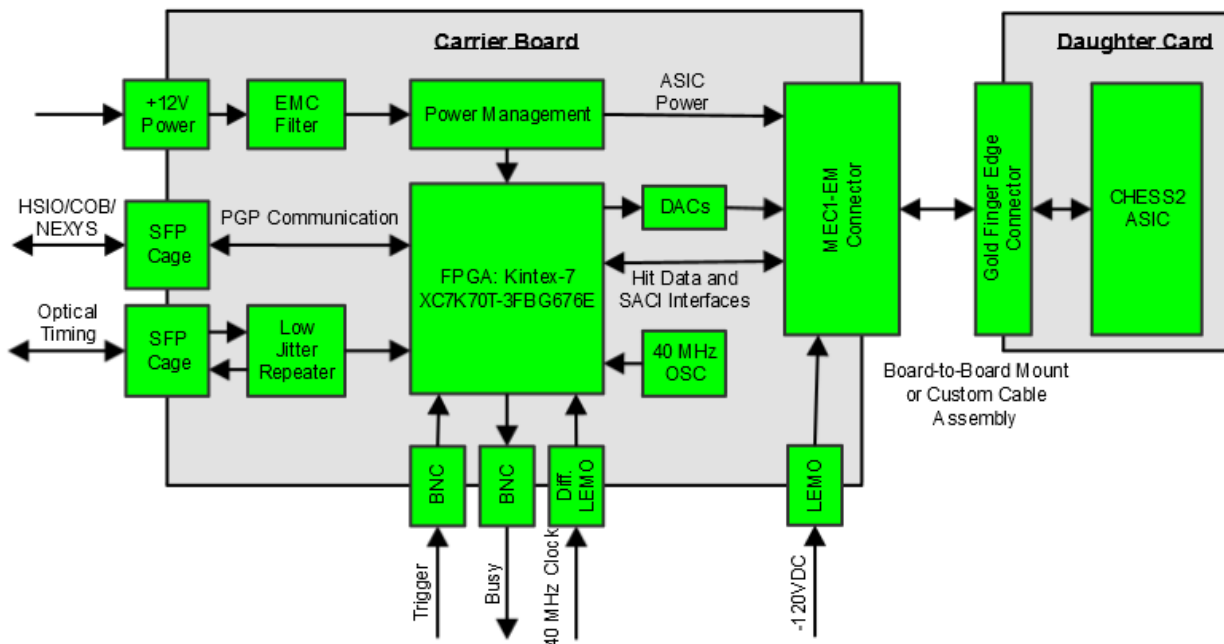 Carrier Board
Daughter Card
+12V
Power
EMC
Filter
Power Management
ASIC
Power
MEC1-EM
Connector
Gold Finger Edge
Connector
CHESS2
ASIC
HSIO/COB/
NEXYS
SFP
Cage
PGP Communication
DACs
FPGA: Kintex-7
XC7K70T-3FBG676E
Hit Data and
SACI Interfaces
Optical
Timing
SFP
Cage
Low
Jitter
Repeater
40 MHz
OSC
Board-to-Board Mount
or Custom Cable
Assembly
BNC
BNC
Diff.
LEMO
LEMO
Trigger
Busy
40 MHz Clock
-120VDC